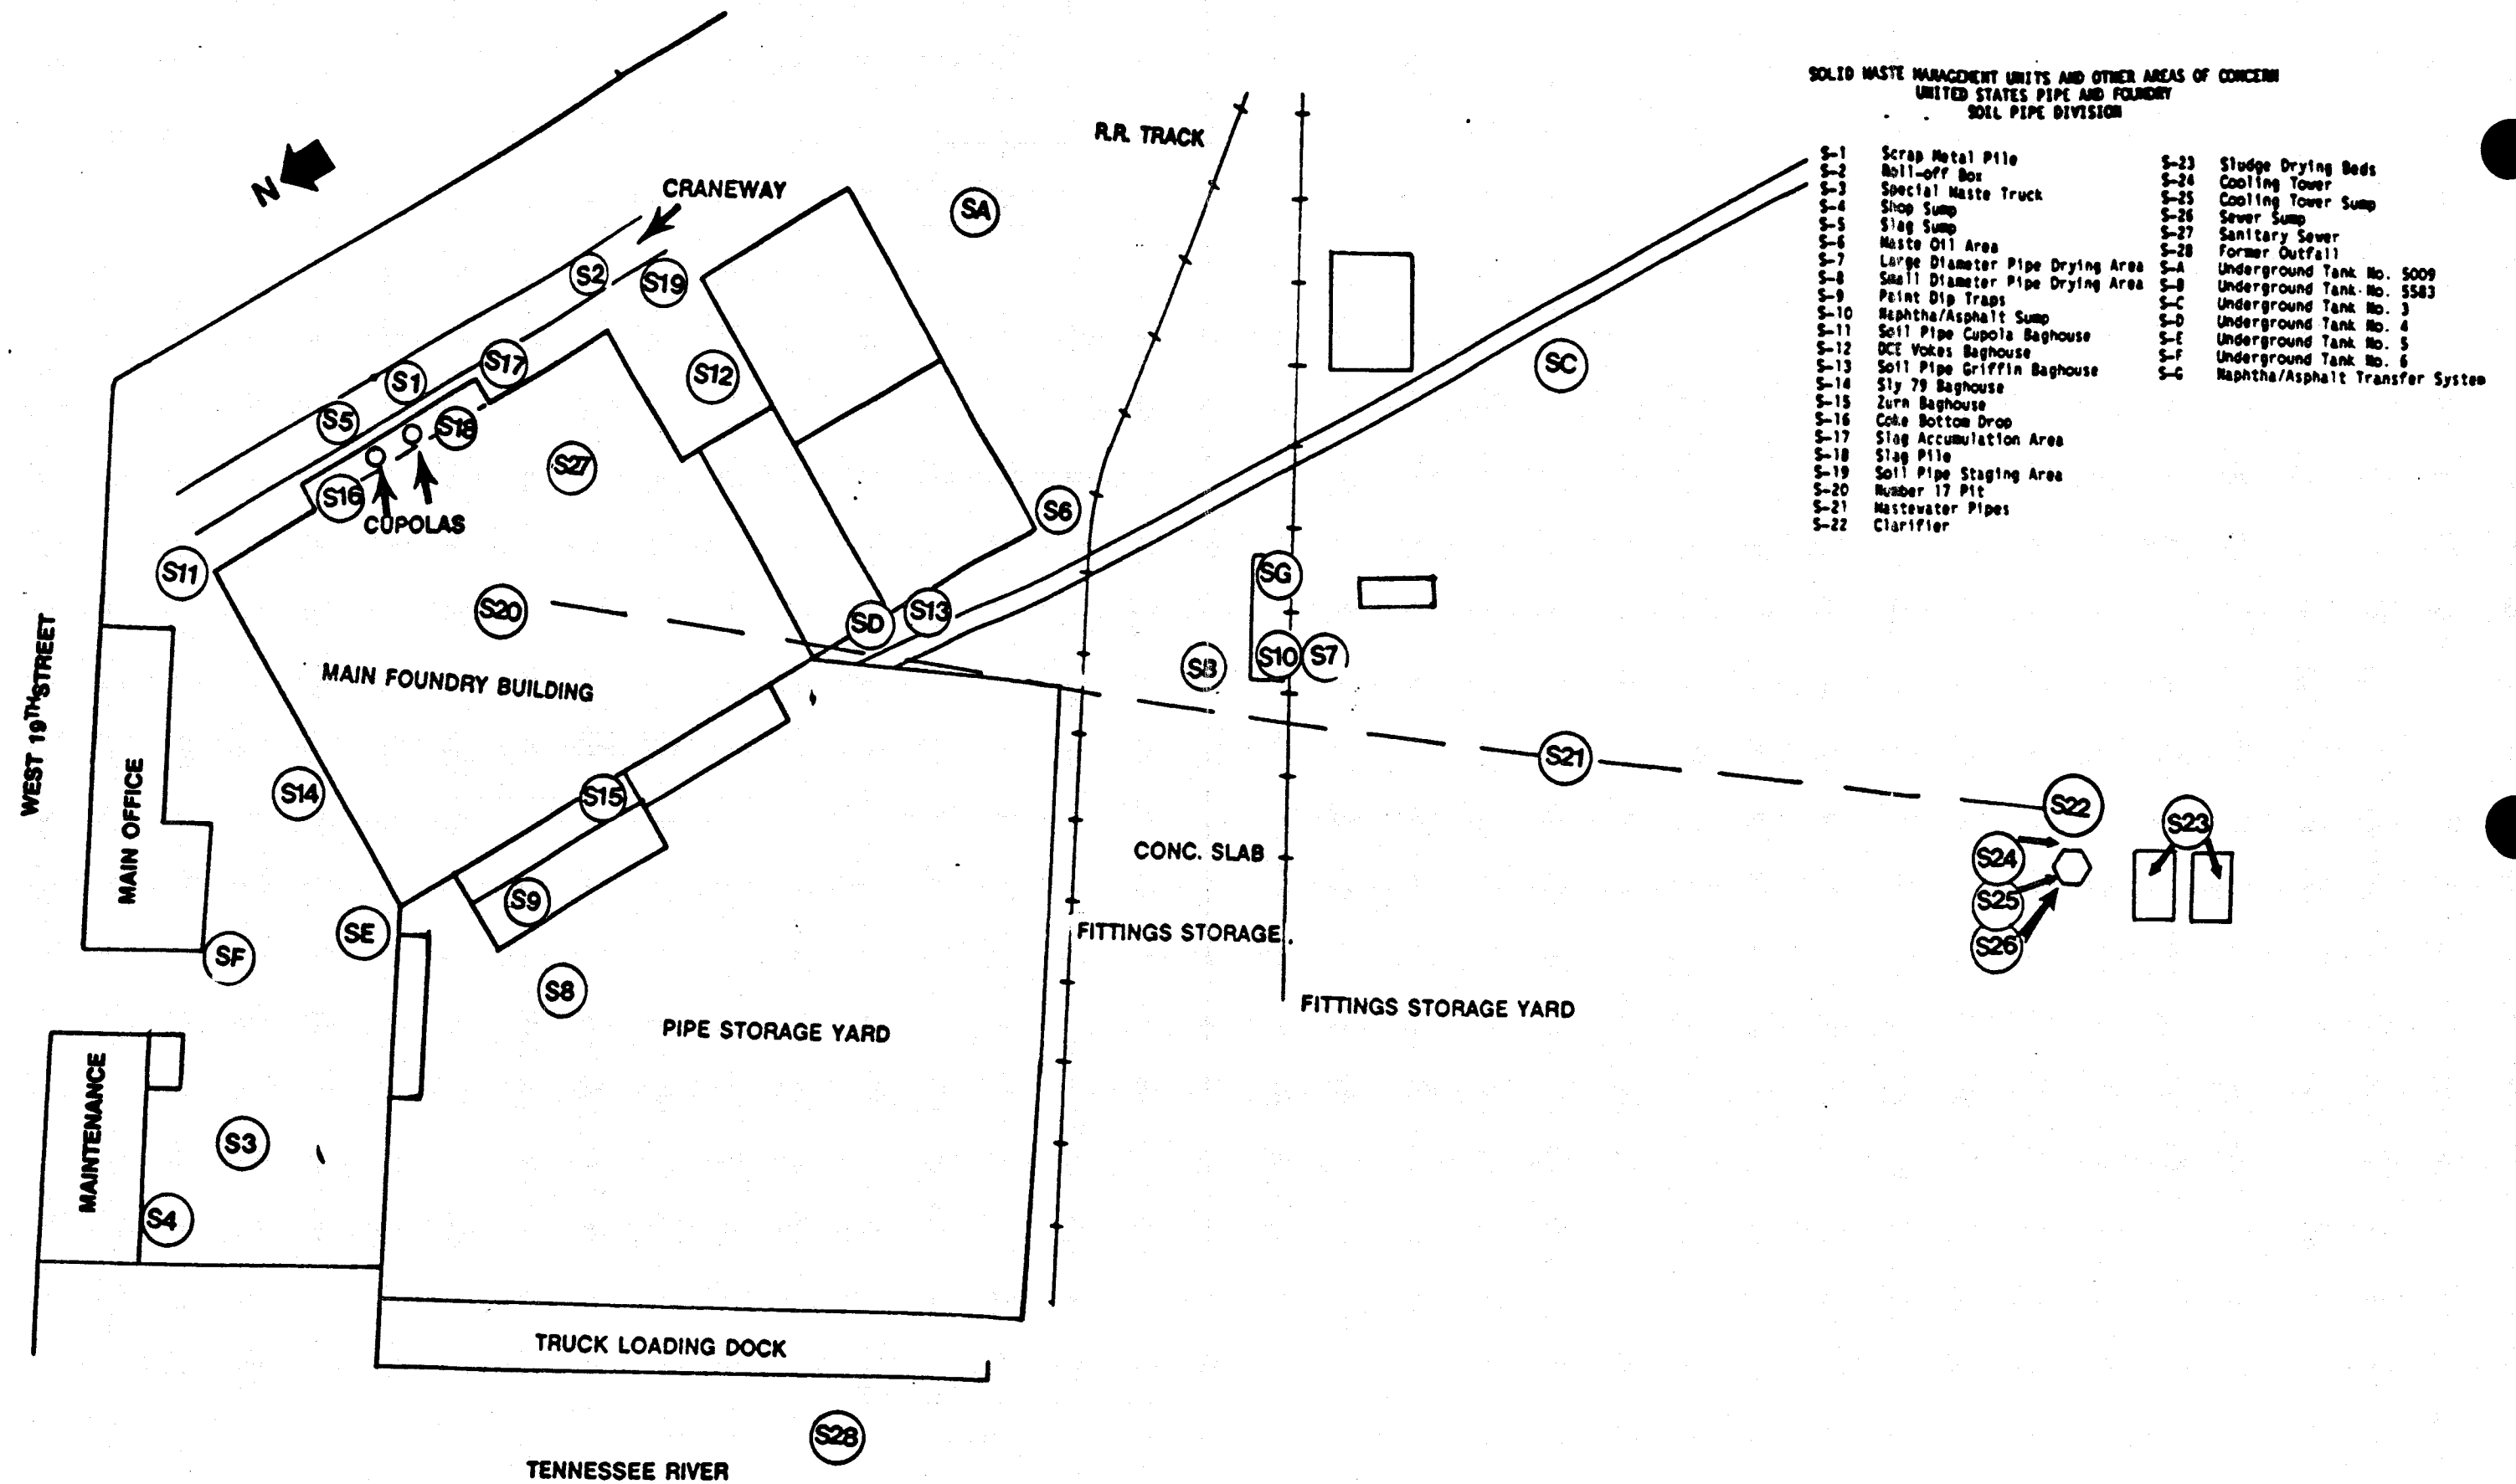 SOLID WASTE MANAGEMENT UNITS AND OTHER AREAS OF CONCERN
UNITED STATES PIPE AND FOUNDRY
SOIL PIPE DIVISION
S-1 Scrap Metal Pile
S-2 Roll-off Box
S-3 Special Waste Truck
S-4 Shop Sump
S-5 Slag Sump
S-6 Waste Oil Area
S-7 Large Diameter Pipe Drying Area
S-8 Small Diameter Pipe Drying Area
S-9 Paint Dip Traps
S-10 Naphtha/Asphalt Sump
S-11 Soil Pipe Cupola Baghouse
S-12 DCE Vokes Baghouse
S-13 Soil Pipe Griffin Baghouse
S-14 Sly 79 Baghouse
S-15 Zurn Baghouse
S-16 Coke Bottom Drop
S-17 Slag Accumulation Area
S-18 Slag Pile
S-19 Soil Pipe Staging Area
S-20 Number 17 Pit
S-21 Wastewater Pipes
S-22 Clarifier
S-23 Sludge Drying Beds
S-24 Cooling Tower
S-25 Cooling Tower Sump
S-26 Sewer Sump
S-27 Sanitary Sewer
S-28 Former Outfall
S-A Underground Tank No. 5009
S-B Underground Tank No. 5583
S-C Underground Tank No. 3
S-D Underground Tank No. 4
S-E Underground Tank No. 5
S-F Underground Tank No. 6
S-G Naphtha/Asphalt Transfer System
R.R. TRACK
N
CRANEWAY
SA
S2
S19
S17
S12
S1
SC
S5
S18
S27
S16
CUPOLAS
S6
S11
SG
S20
SD
S13
SB
S10
S7
WEST 19TH STREET
MAIN FOUNDRY BUILDING
S21
MAIN OFFICE
S14
S15
S22
S23
S24
CONC. SLAB
S9
S25
SE
FITTINGS STORAGE
S26
SF
S8
FITTINGS STORAGE YARD
PIPE STORAGE YARD
MAINTENANCE
S3
S4
TRUCK LOADING DOCK
S28
TENNESSEE RIVER